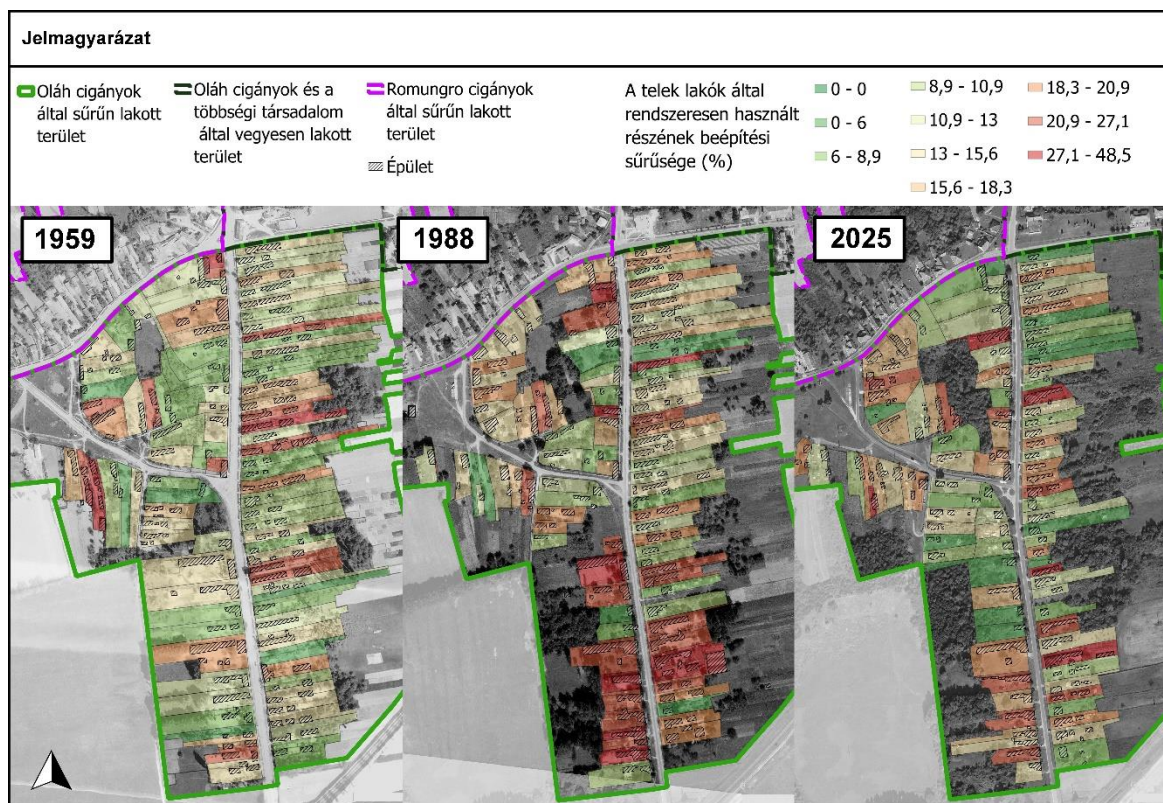 Jelmagyarázat
Oláh cigányok
által sűrűn lakott
terület
Oláh cigányok és a
többségi társadalom
által vegyesen lakott
terület
Romungro cigányok
által sűrűn lakott
terület
Épület
A telek lakók által
rendszeresen használt
részének beépítési
sűrűsége (%)
0 - 0
0 - 6
6 - 8,9
8,9 - 10,9
10,9 - 13
13 - 15,6
15,6 - 18,3
18,3 - 20,9
20,9 - 27,1
27,1 - 48,5
1959
1988
2025